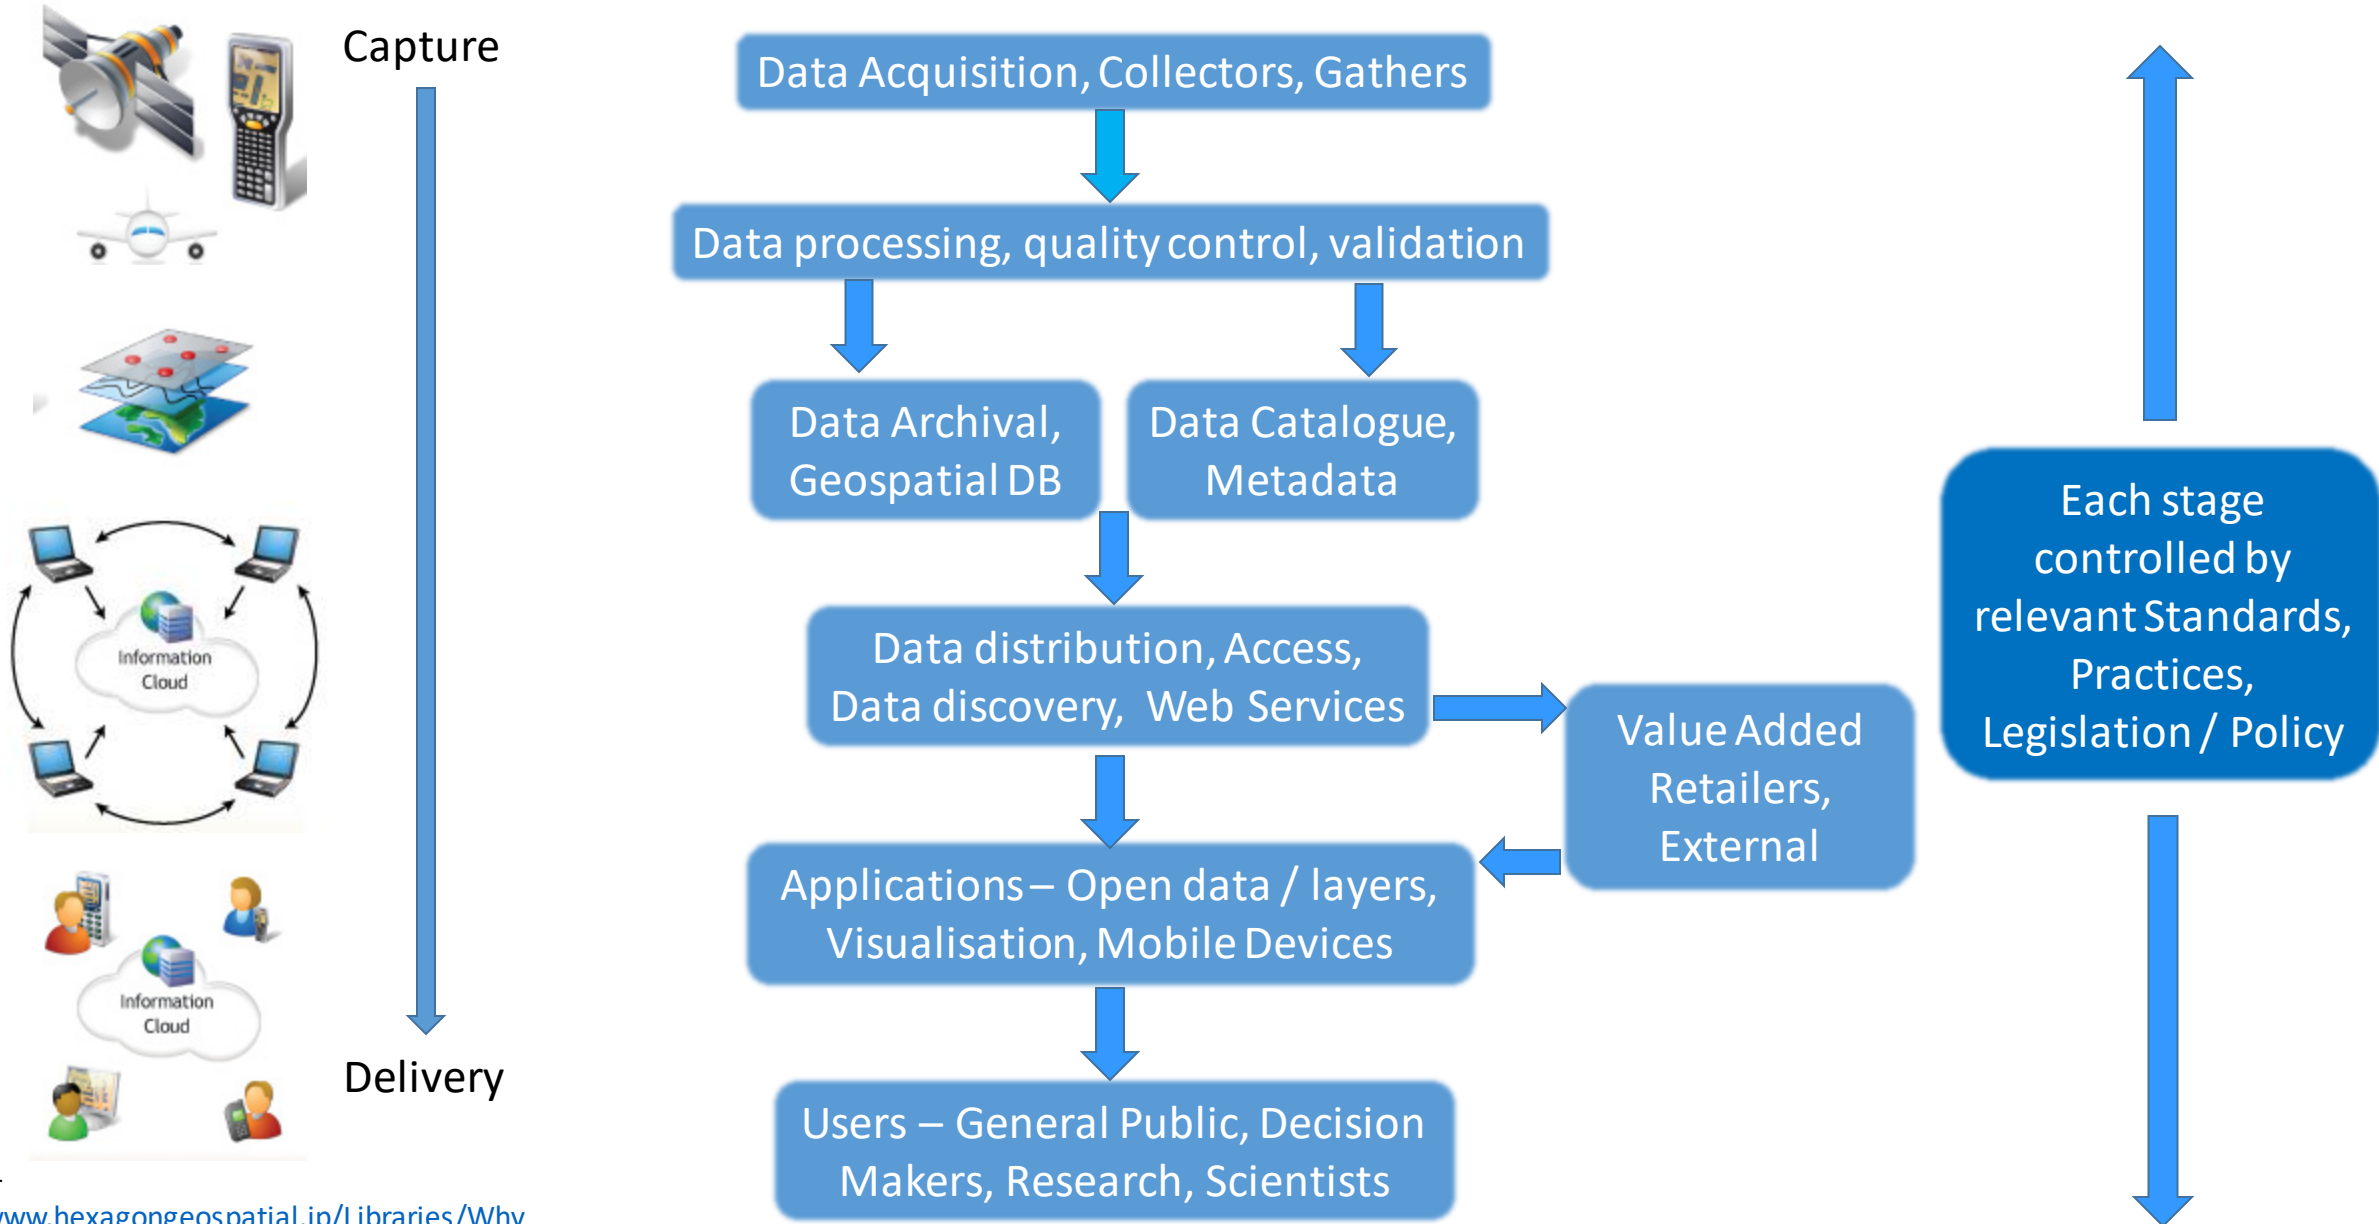 Capture
Data Acquisition, Collectors, Gathers
Data processing, quality control, validation
Data Archival,
Geospatial DB
Data Catalogue,
Metadata
Each stage
controlled by
relevant Standards,
Practices,
Legislation / Policy
Information
Cloud
Data distribution, Access,
Data discovery, Web Services
Value Added
Retailers,
External
Applications – Open data / layers,
Visualisation, Mobile Devices
Information
Cloud
Delivery
Users – General Public, Decision
Makers, Research, Scientists
www.hexagongeospatial.jp/Libraries/Why